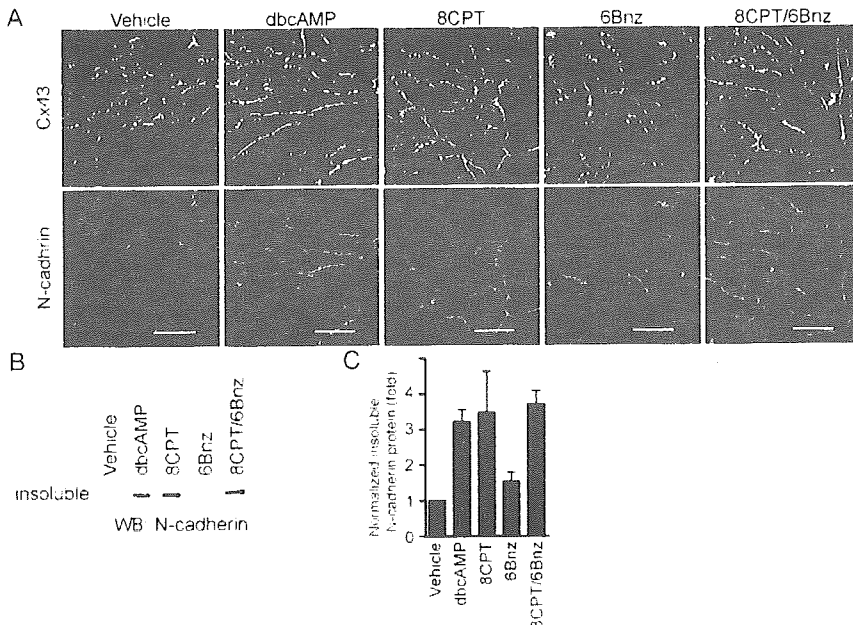 A
Vehicle dbcAMP 8CPT 6Bnz 8CPT/6Bnz
Cx43
N-cadhrin
B
Vehicle
dbcAMP
8CPT
6Bnz
8CPT/6Bnz
insoluble
WB N-cadherin
C
Normalized insoluble
N-cadherin protein (fold)
4
3
2
1
0
Vehicle
dbcAMP
8CPT
6Bnz
8CPT/6Bnz